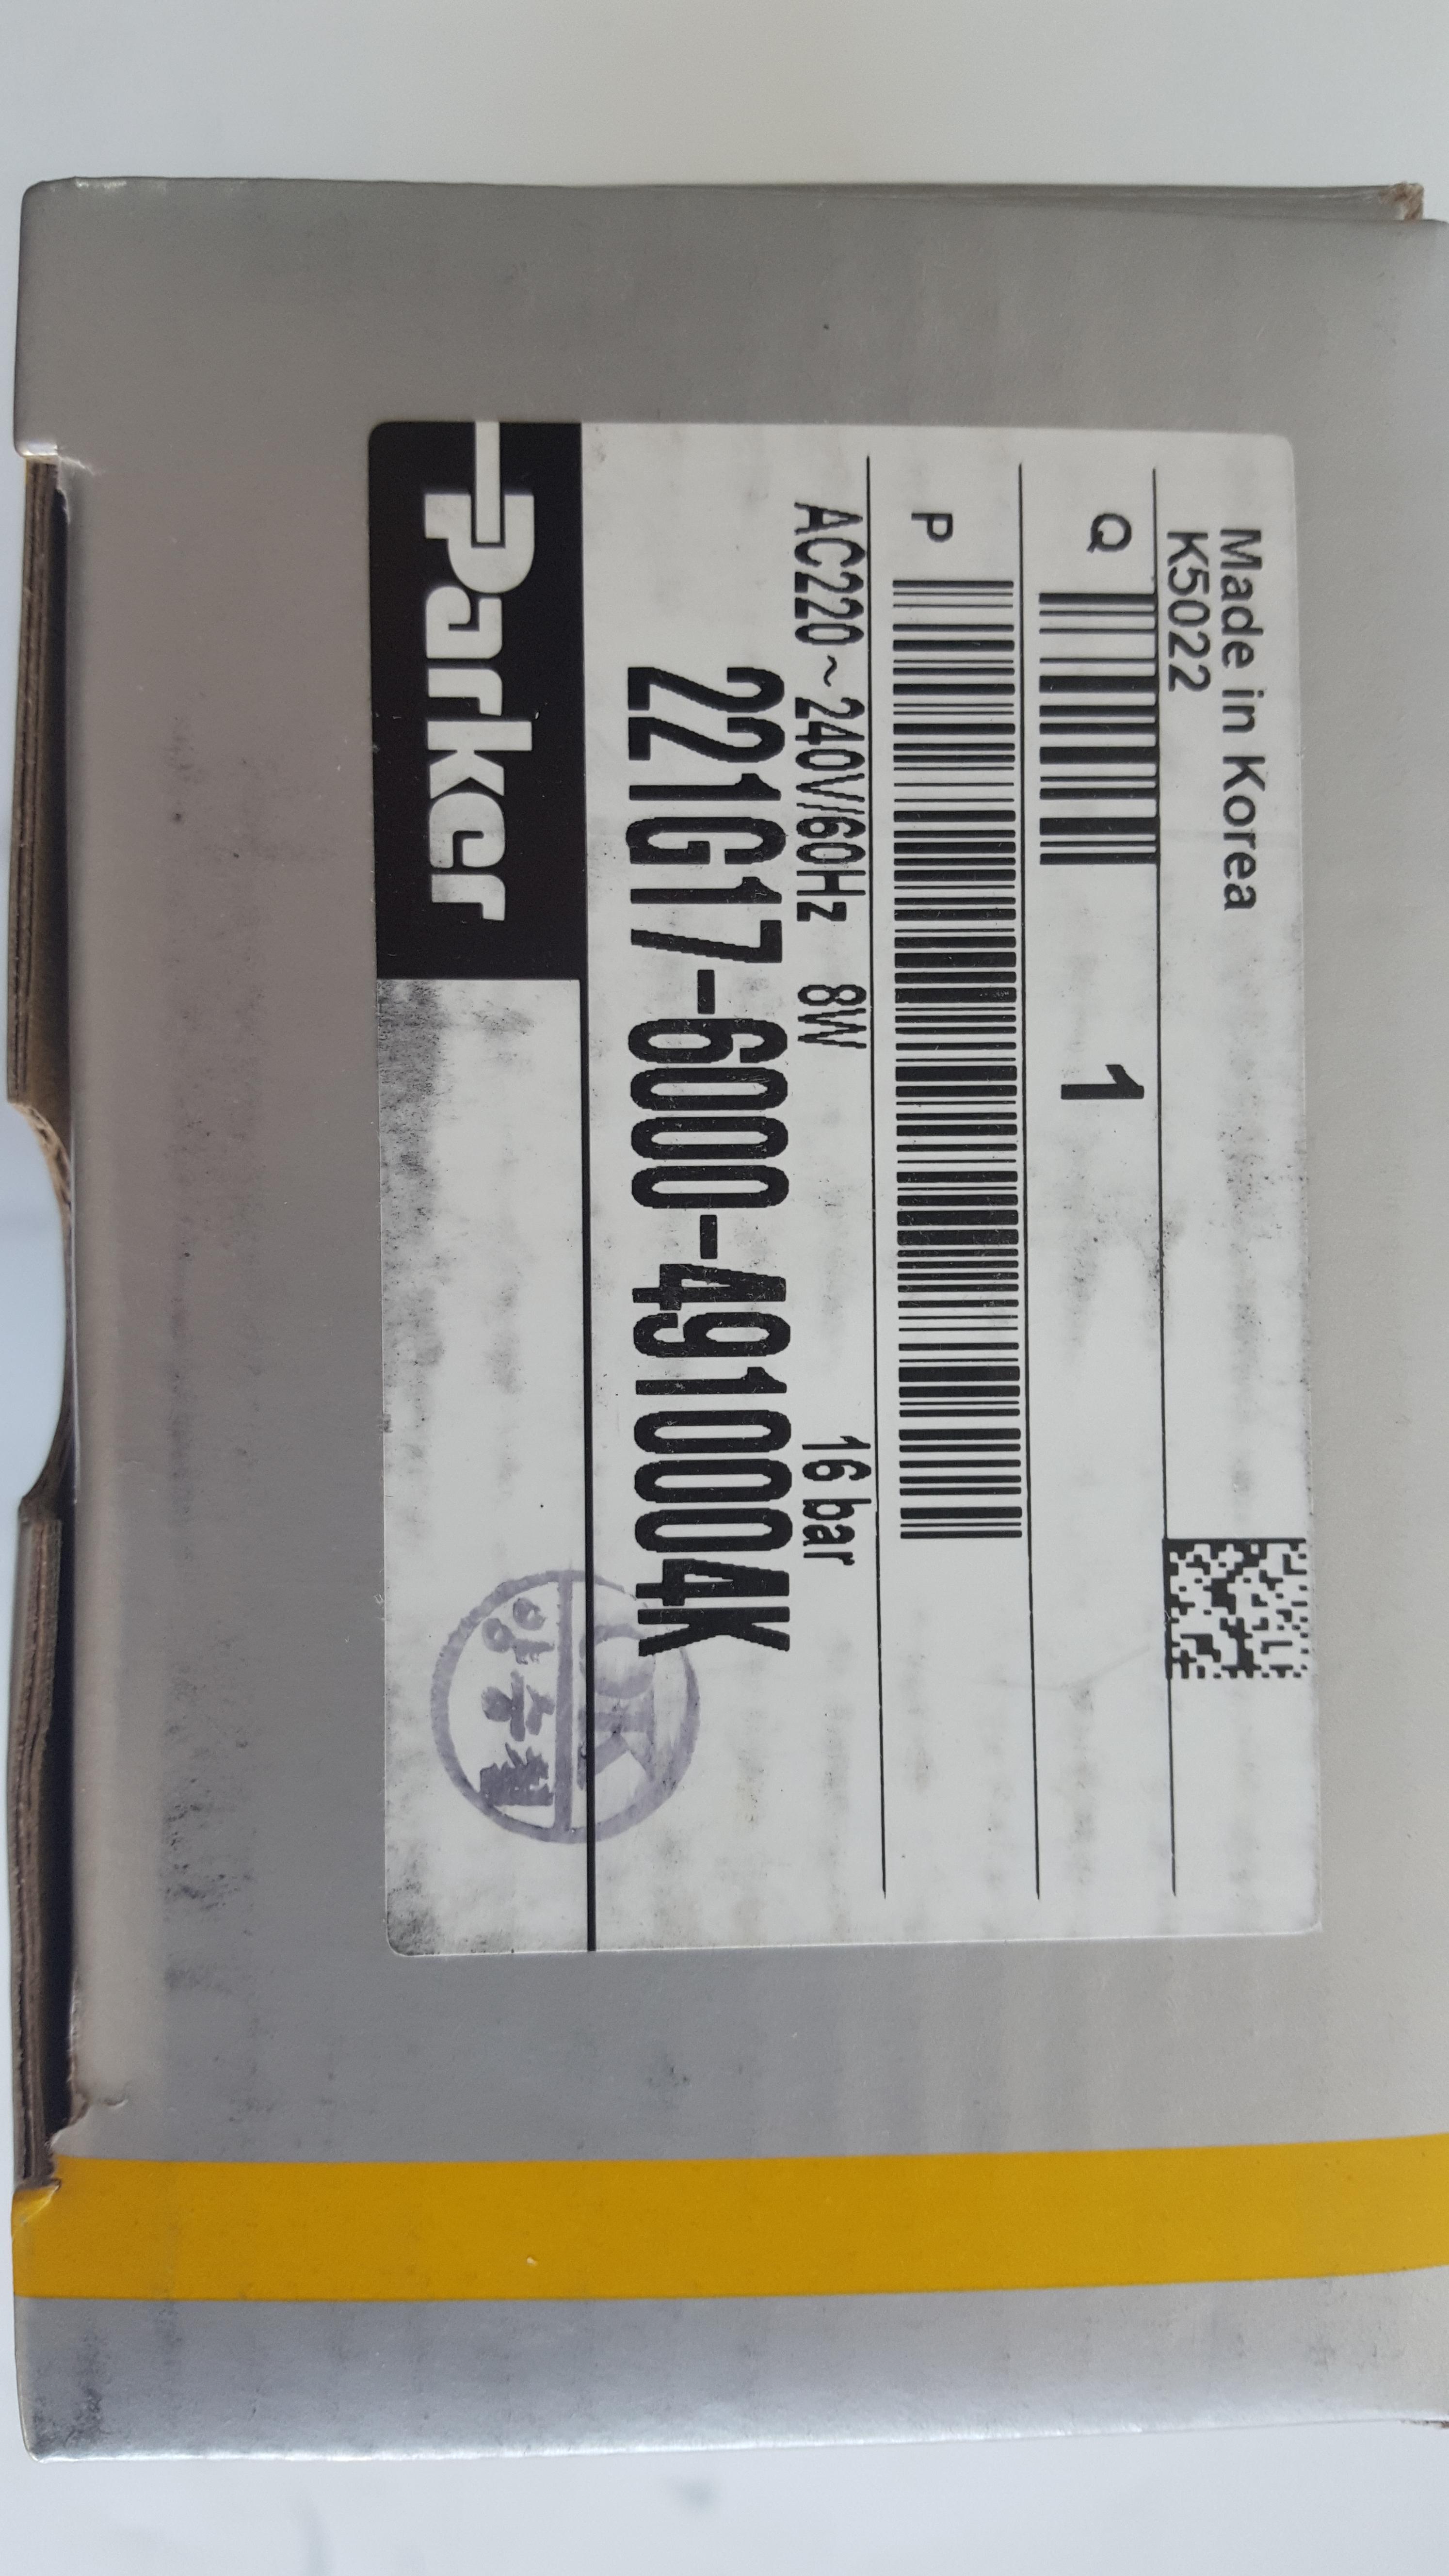 Parker
221G17-6000-4910004K
AC220~240V/60Hz 8W 16 bar
P
Q 1
K5022
Made in Korea